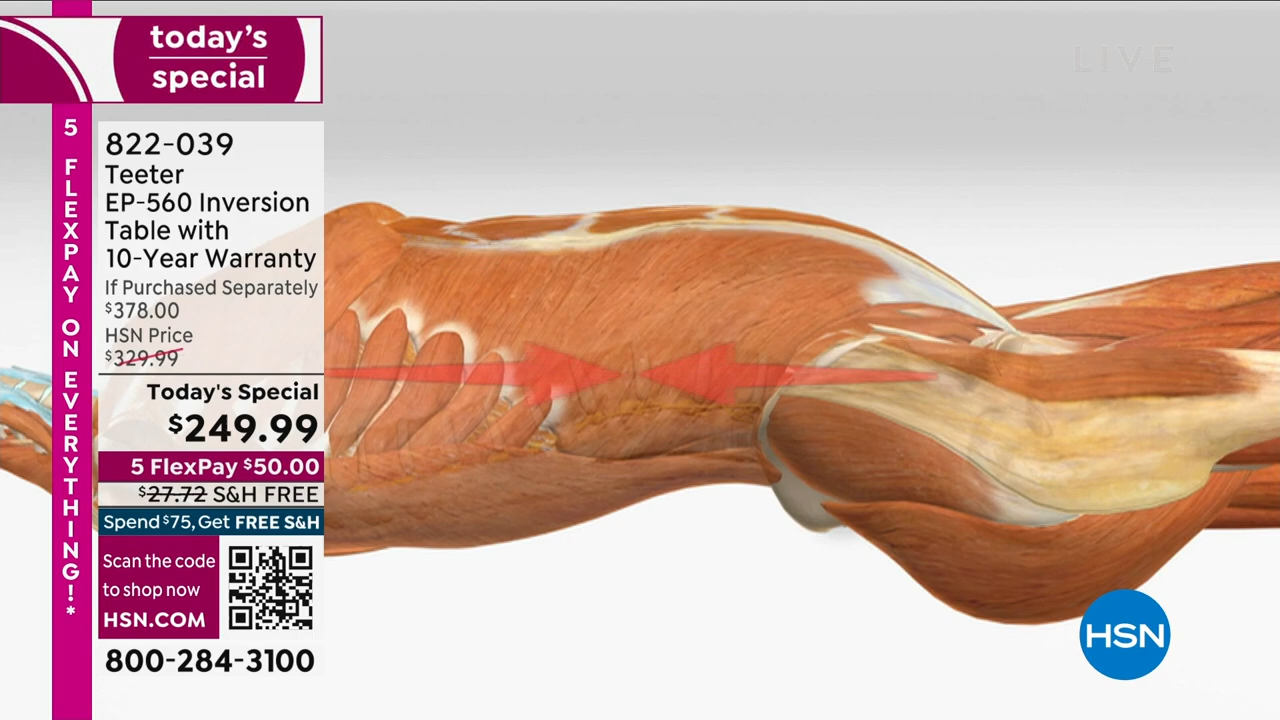 today's
special
LIVE
5 FLEXPAY ON EVERYTHING!*
822-039
Teeter
EP-560 Inversion
Table with
10-Year Warranty
If Purchased Separately
$378.00
HSN Price
$329.99
Today's Special
$249.99
5 FlexPay $50.00
$27.72 S&H FREE
Spend $75, Get FREE S&H
Scan the code
to shop now
HSN.COM
800-284-3100
HSN